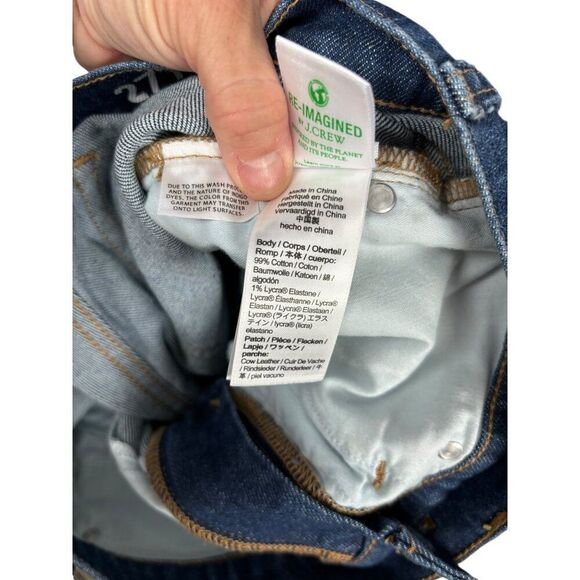 27
RE-IMAGINED
BY J.CREW
BY THE PLANET
AND ITS PEOPLE.
DUE TO THIS WASH
AND THE NATURE OF INDIGO
DYES, THE COLOR FROM THIS
GARMENT MAY TRANSFER
ONTO LIGHT SURFACES.
Made in China
Fabriqué en Chine
Hergestellt in China
Vervaardigd in China
中国製
hecho en china
Body / Corps / Oberteil /
Romp / 本体 / cuerpo:
99% Cotton / Coton /
Baumwolle / Katoen / 綿 /
algodón
1% Lycra® Elastane /
Lycra® Élasthanne / Lycra®
Elastan / Lycra® Elastaen /
Lycra® (ライクラ) エラス
テイン / lycra® (licra)
elastano
Patch / Pièce / Flecken /
Lapje / ワッペン /
parche:
Cow Leather / Cuir De Vache
/ Rindsleder / Runderleer / 牛
革 / piel vacuno